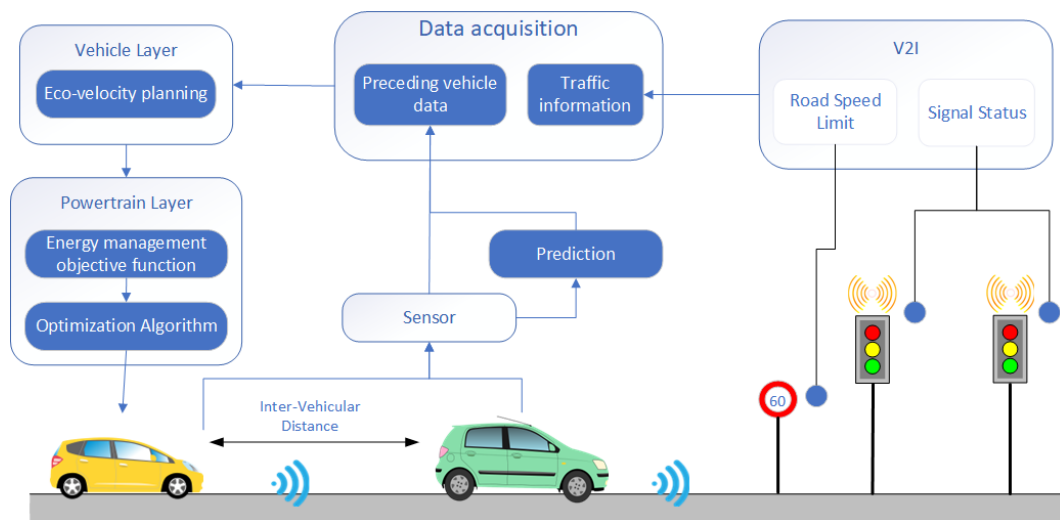 Vehicle Layer
Eco-velocity planning
Powertrain Layer
Energy management
objective function
Optimization Algorithm
Data acquisition
Preceding vehicle
data
Traffic
information
Prediction
Sensor
Inter-Vehicular
Distance
V2I
Road Speed
Limit
Signal Status
60